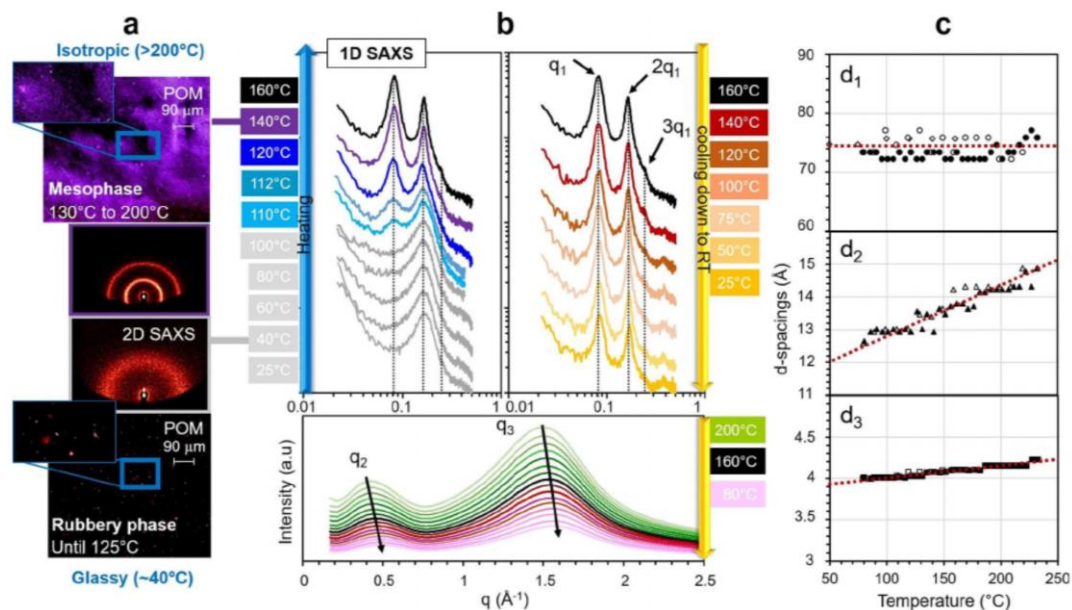 a
Isotropic (>200°C)
POM
90 μm
Mesophase
130°C to 200°C
2D SAXS
POM
90 μm
Rubbery phase
Until 125°C
Glassy (~40°C)
b
1D SAXS
160°C
140°C
120°C
112°C
110°C
100°C
80°C
60°C
40°C
25°C
Heating
0.01
0.1
1
q₁
2q₁
3q₁
0.01
0.1
1
160°C
140°C
120°C
100°C
75°C
50°C
25°C
cooling down to RT
Intensity (a.u)
q₂
q₃
200°C
160°C
80°C
0
0.5
1
1.5
2
2.5
q (Å⁻¹)
c
d₁
90
85
80
75
70
65
60
d₂
15
14
13
12
11
d-spacings (Å)
d₃
4.5
4
3.5
3
50
100
150
200
250
Temperature (°C)